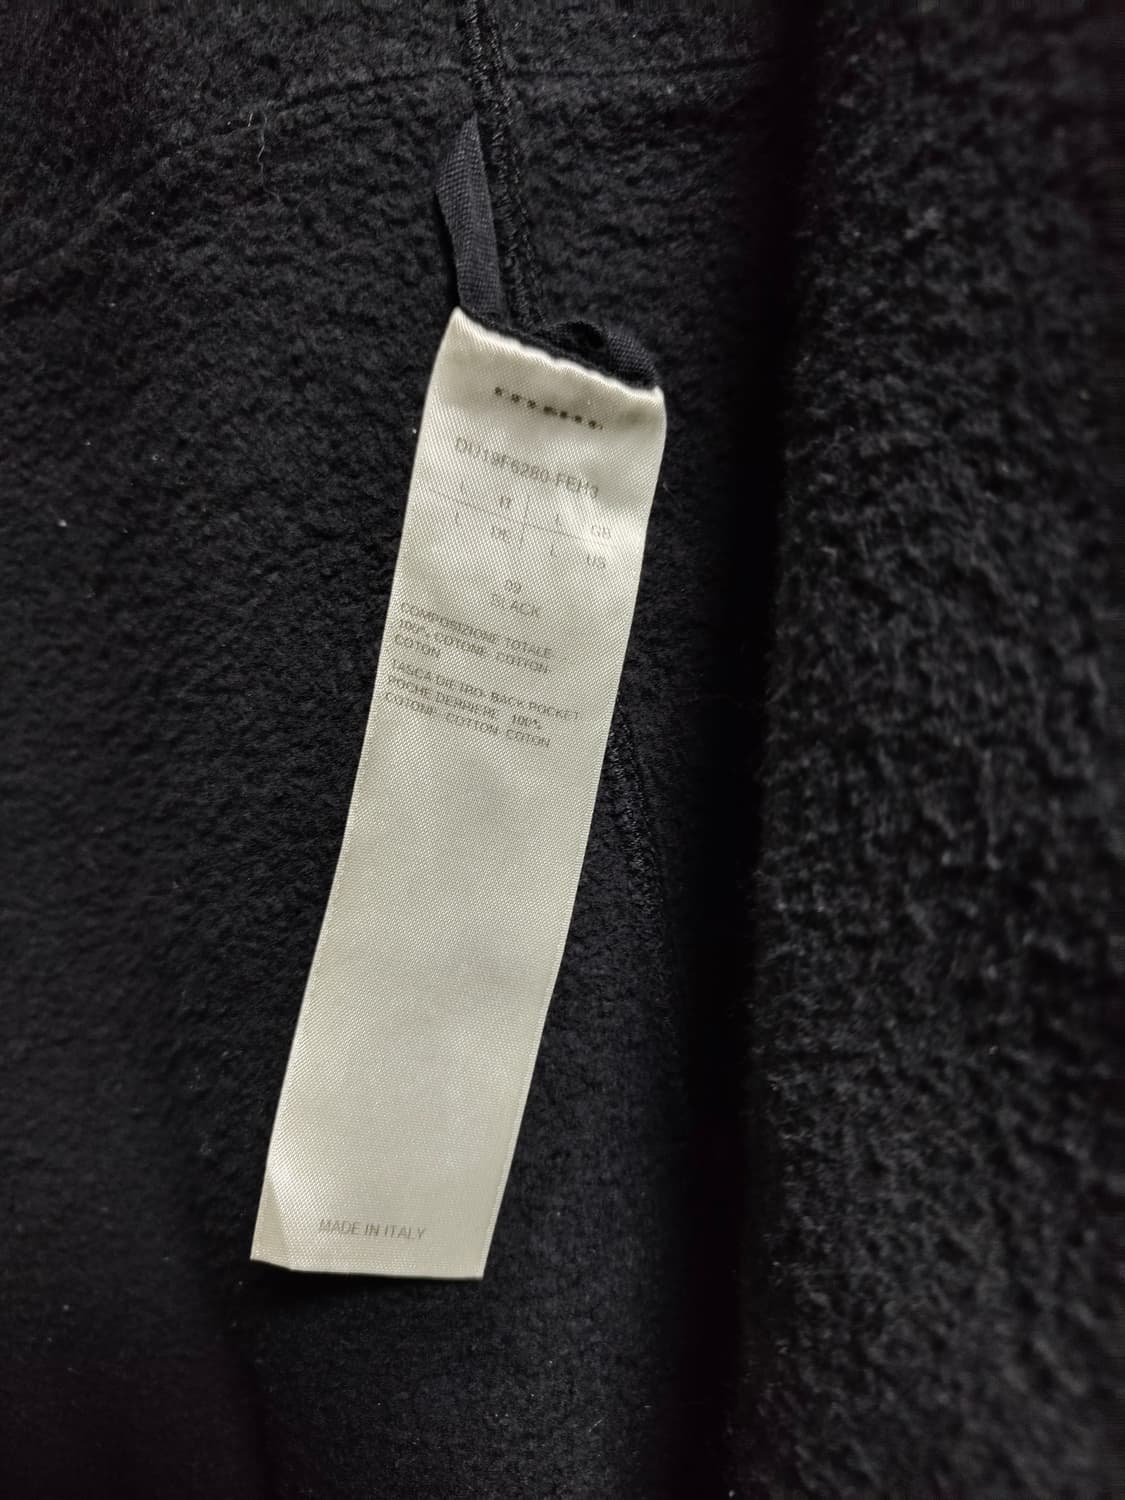 DU19F6280-FEH3
L IT L GB
L DE L US
09
BLACK
COMPOSIZIONE TOTALE -
100% COTONE- COTTON-
COTON
TASCA DIETRO- BACK POCKET-
POCHE DERRIERE 100%
COTONE- COTTON- COTON
MADE IN ITALY